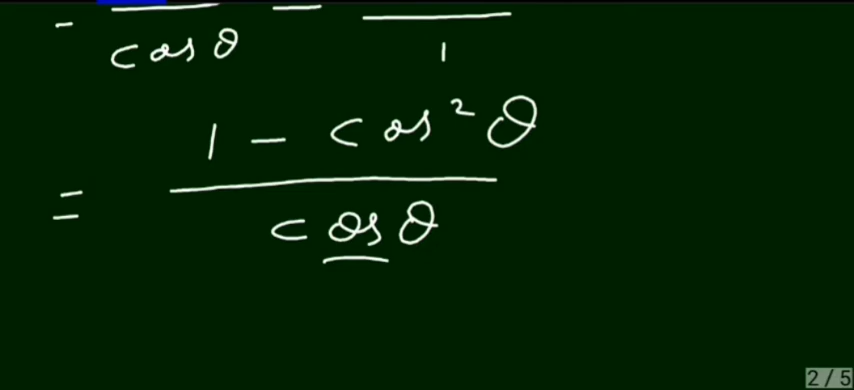 = ― - ―
cos θ 1
1 - cos² θ
= ―
cos θ
2 / 5